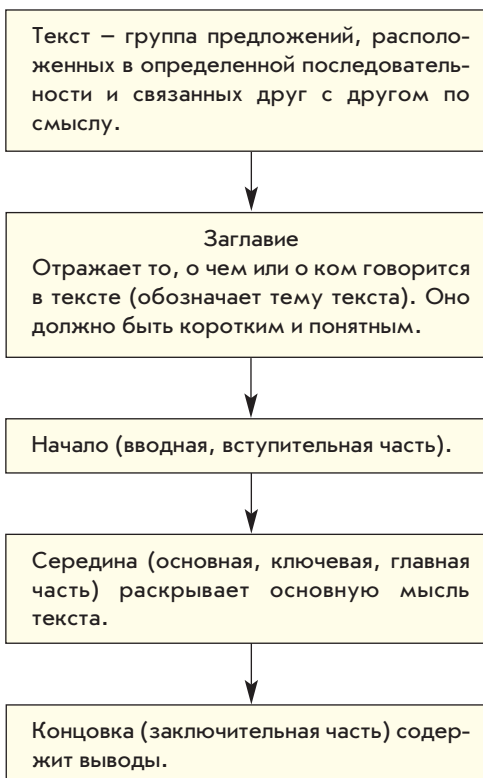 Текст – группа предложений, располо-
женных в определенной последователь-
ности и связанных друг с другом по
смыслу.
Заглавие
Отражает то, о чем или о ком говорится
в тексте (обозначает тему текста). Оно
должно быть коротким и понятным.
Начало (вводная, вступительная часть).
Середина (основная, ключевая, главная
часть) раскрывает основную мысль
текста.
Концовка (заключительная часть) содер-
жит выводы.